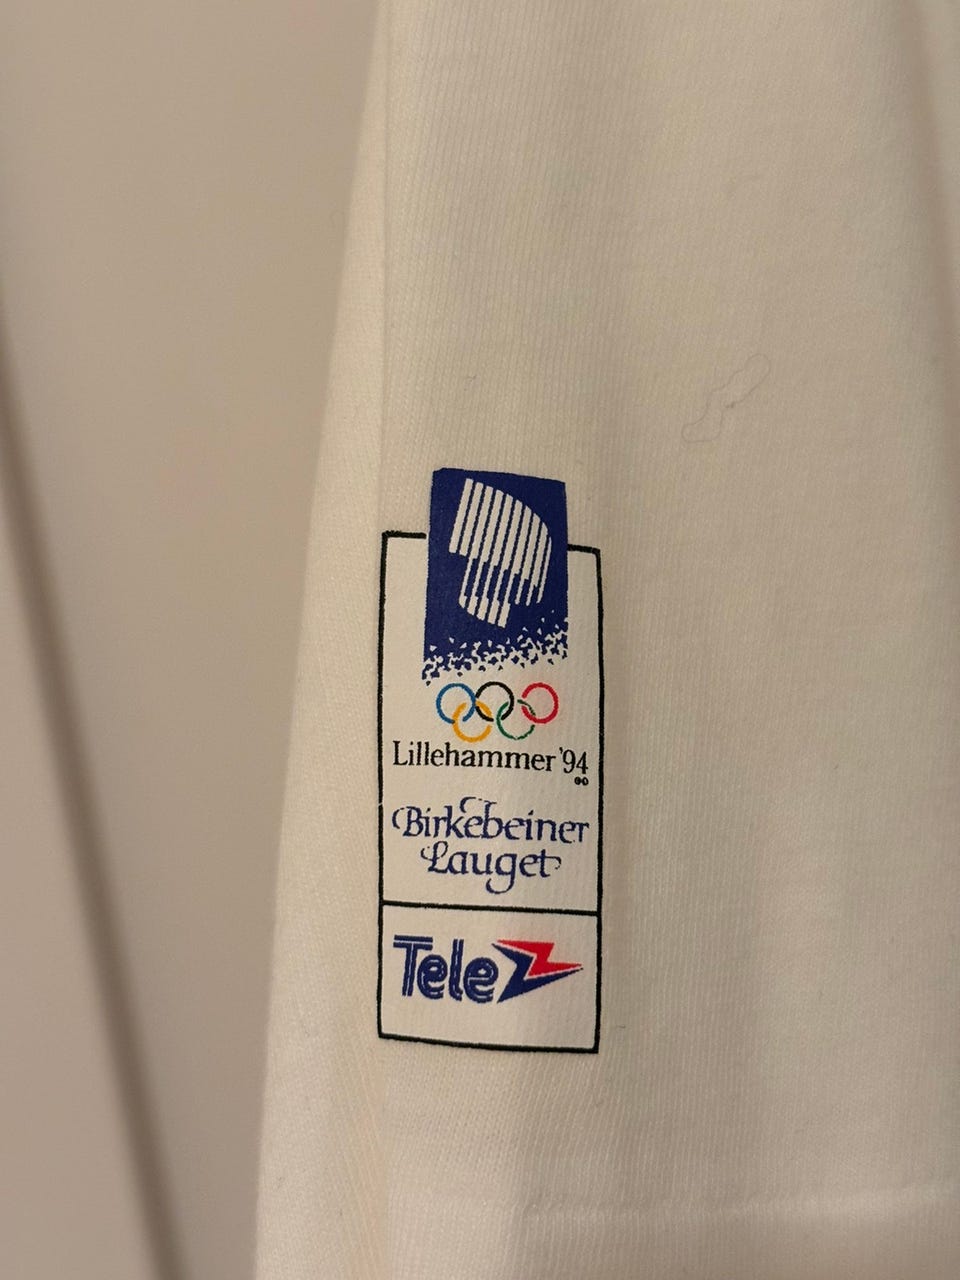 Lillehammer '94
Birkebeiner
Lauget
Tele